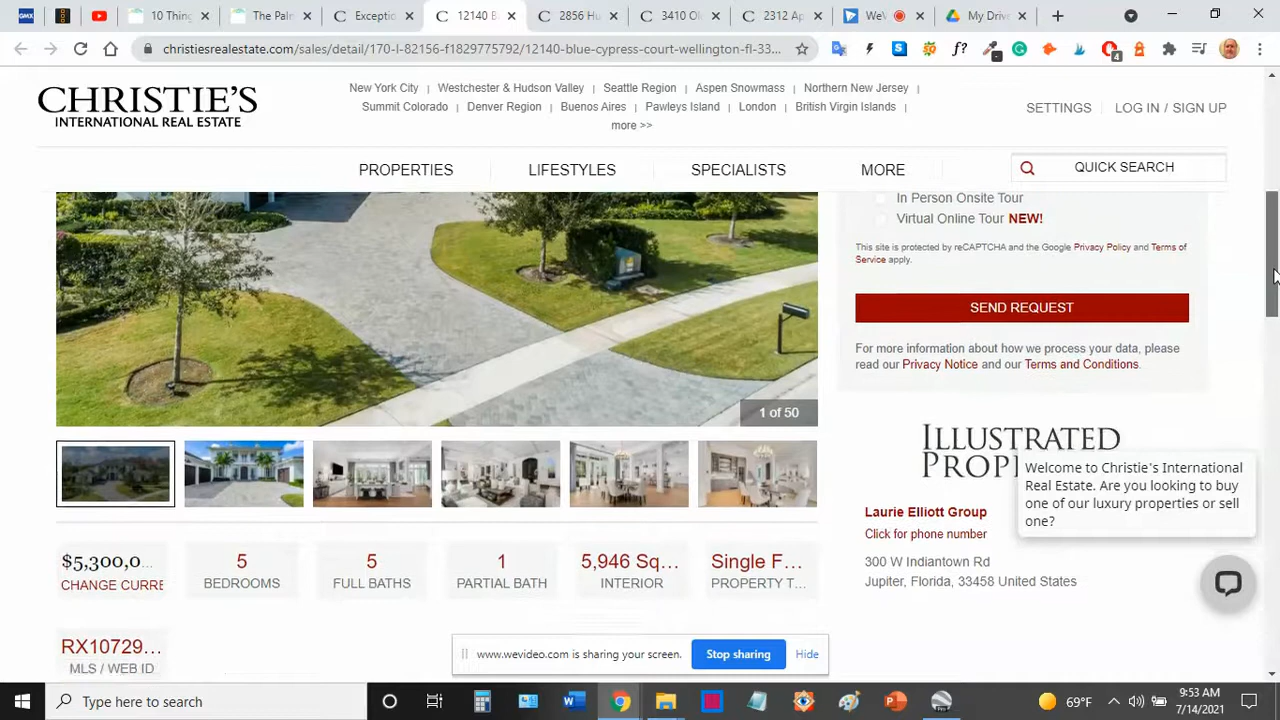 10 Thing
The Palm
Exceptio
12140 B
2856 Hu
3410 Ol
2312 Ap
WeV
My Drive
christiesrealestate.com/sales/detail/170-l-82156-f1829775792/12140-blue-cypress-court-wellington-fl-33...
4
CHRISTIE'S
INTERNATIONAL REAL ESTATE
New York City | Westchester & Hudson Valley | Seattle Region | Aspen Snowmass | Northern New Jersey |
Summit Colorado | Denver Region | Buenos Aires | Pawleys Island | London | British Virgin Islands |
more >>
SETTINGS LOG IN / SIGN UP
PROPERTIES LIFESTYLES SPECIALISTS MORE QUICK SEARCH
In Person Onsite Tour
Virtual Online Tour NEW!
This site is protected by reCAPTCHA and the Google Privacy Policy and Terms of
Service apply.
SEND REQUEST
For more information about how we process your data, please
read our Privacy Notice and our Terms and Conditions.
1 of 50
ILLUSTRATED
Welcome to Christie's International
Real Estate. Are you looking to buy
one of our luxury properties or sell
one?
Laurie Elliott Group
Click for phone number
300 W Indiantown Rd
Jupiter, Florida, 33458 United States
$5,300,0... 5 5 1 5,946 Sq... Single F...
CHANGE CURRE BEDROOMS FULL BATHS PARTIAL BATH INTERIOR PROPERTY T...
RX10729...
MLS / WEB ID
www.wevideo.com is sharing your screen. Stop sharing Hide
Type here to search
69°F
9:53 AM
7/14/2021